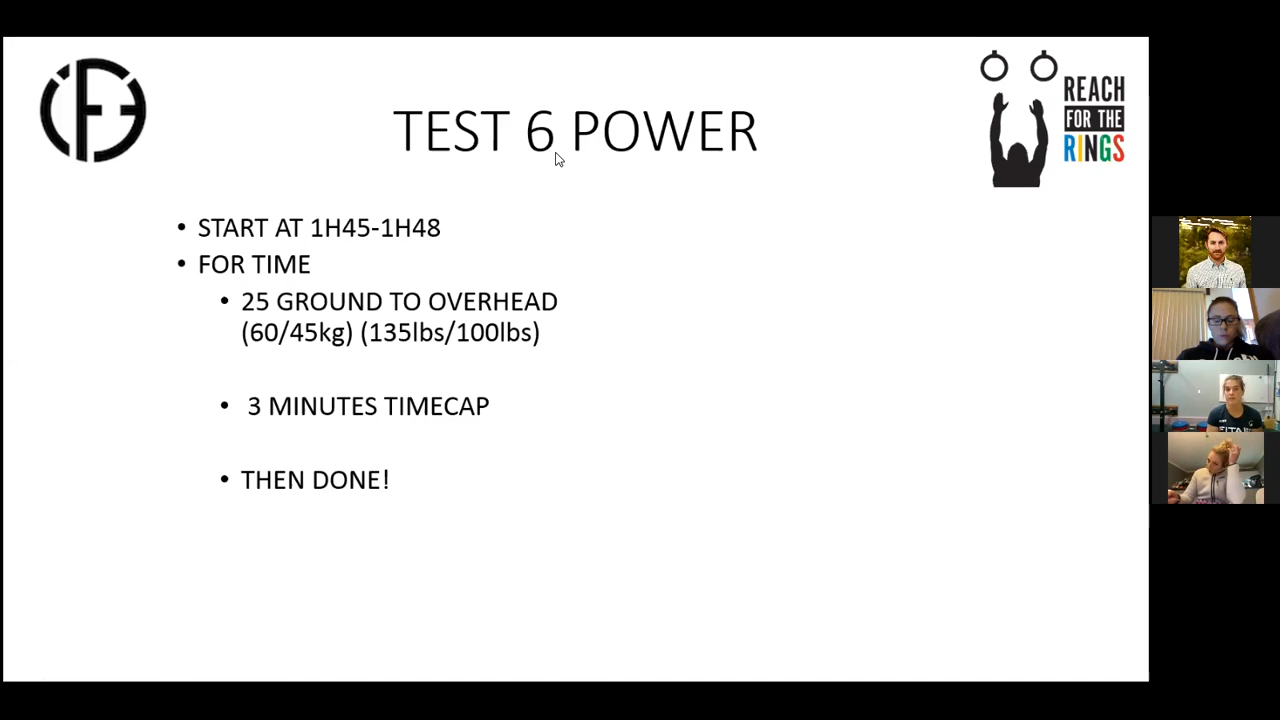 iF3
TEST 6 POWER
REACH
FOR THE
RINGS
• START AT 1H45-1H48
• FOR TIME
• 25 GROUND TO OVERHEAD
(60/45kg) (135lbs/100lbs)
• 3 MINUTES TIMECAP
• THEN DONE!